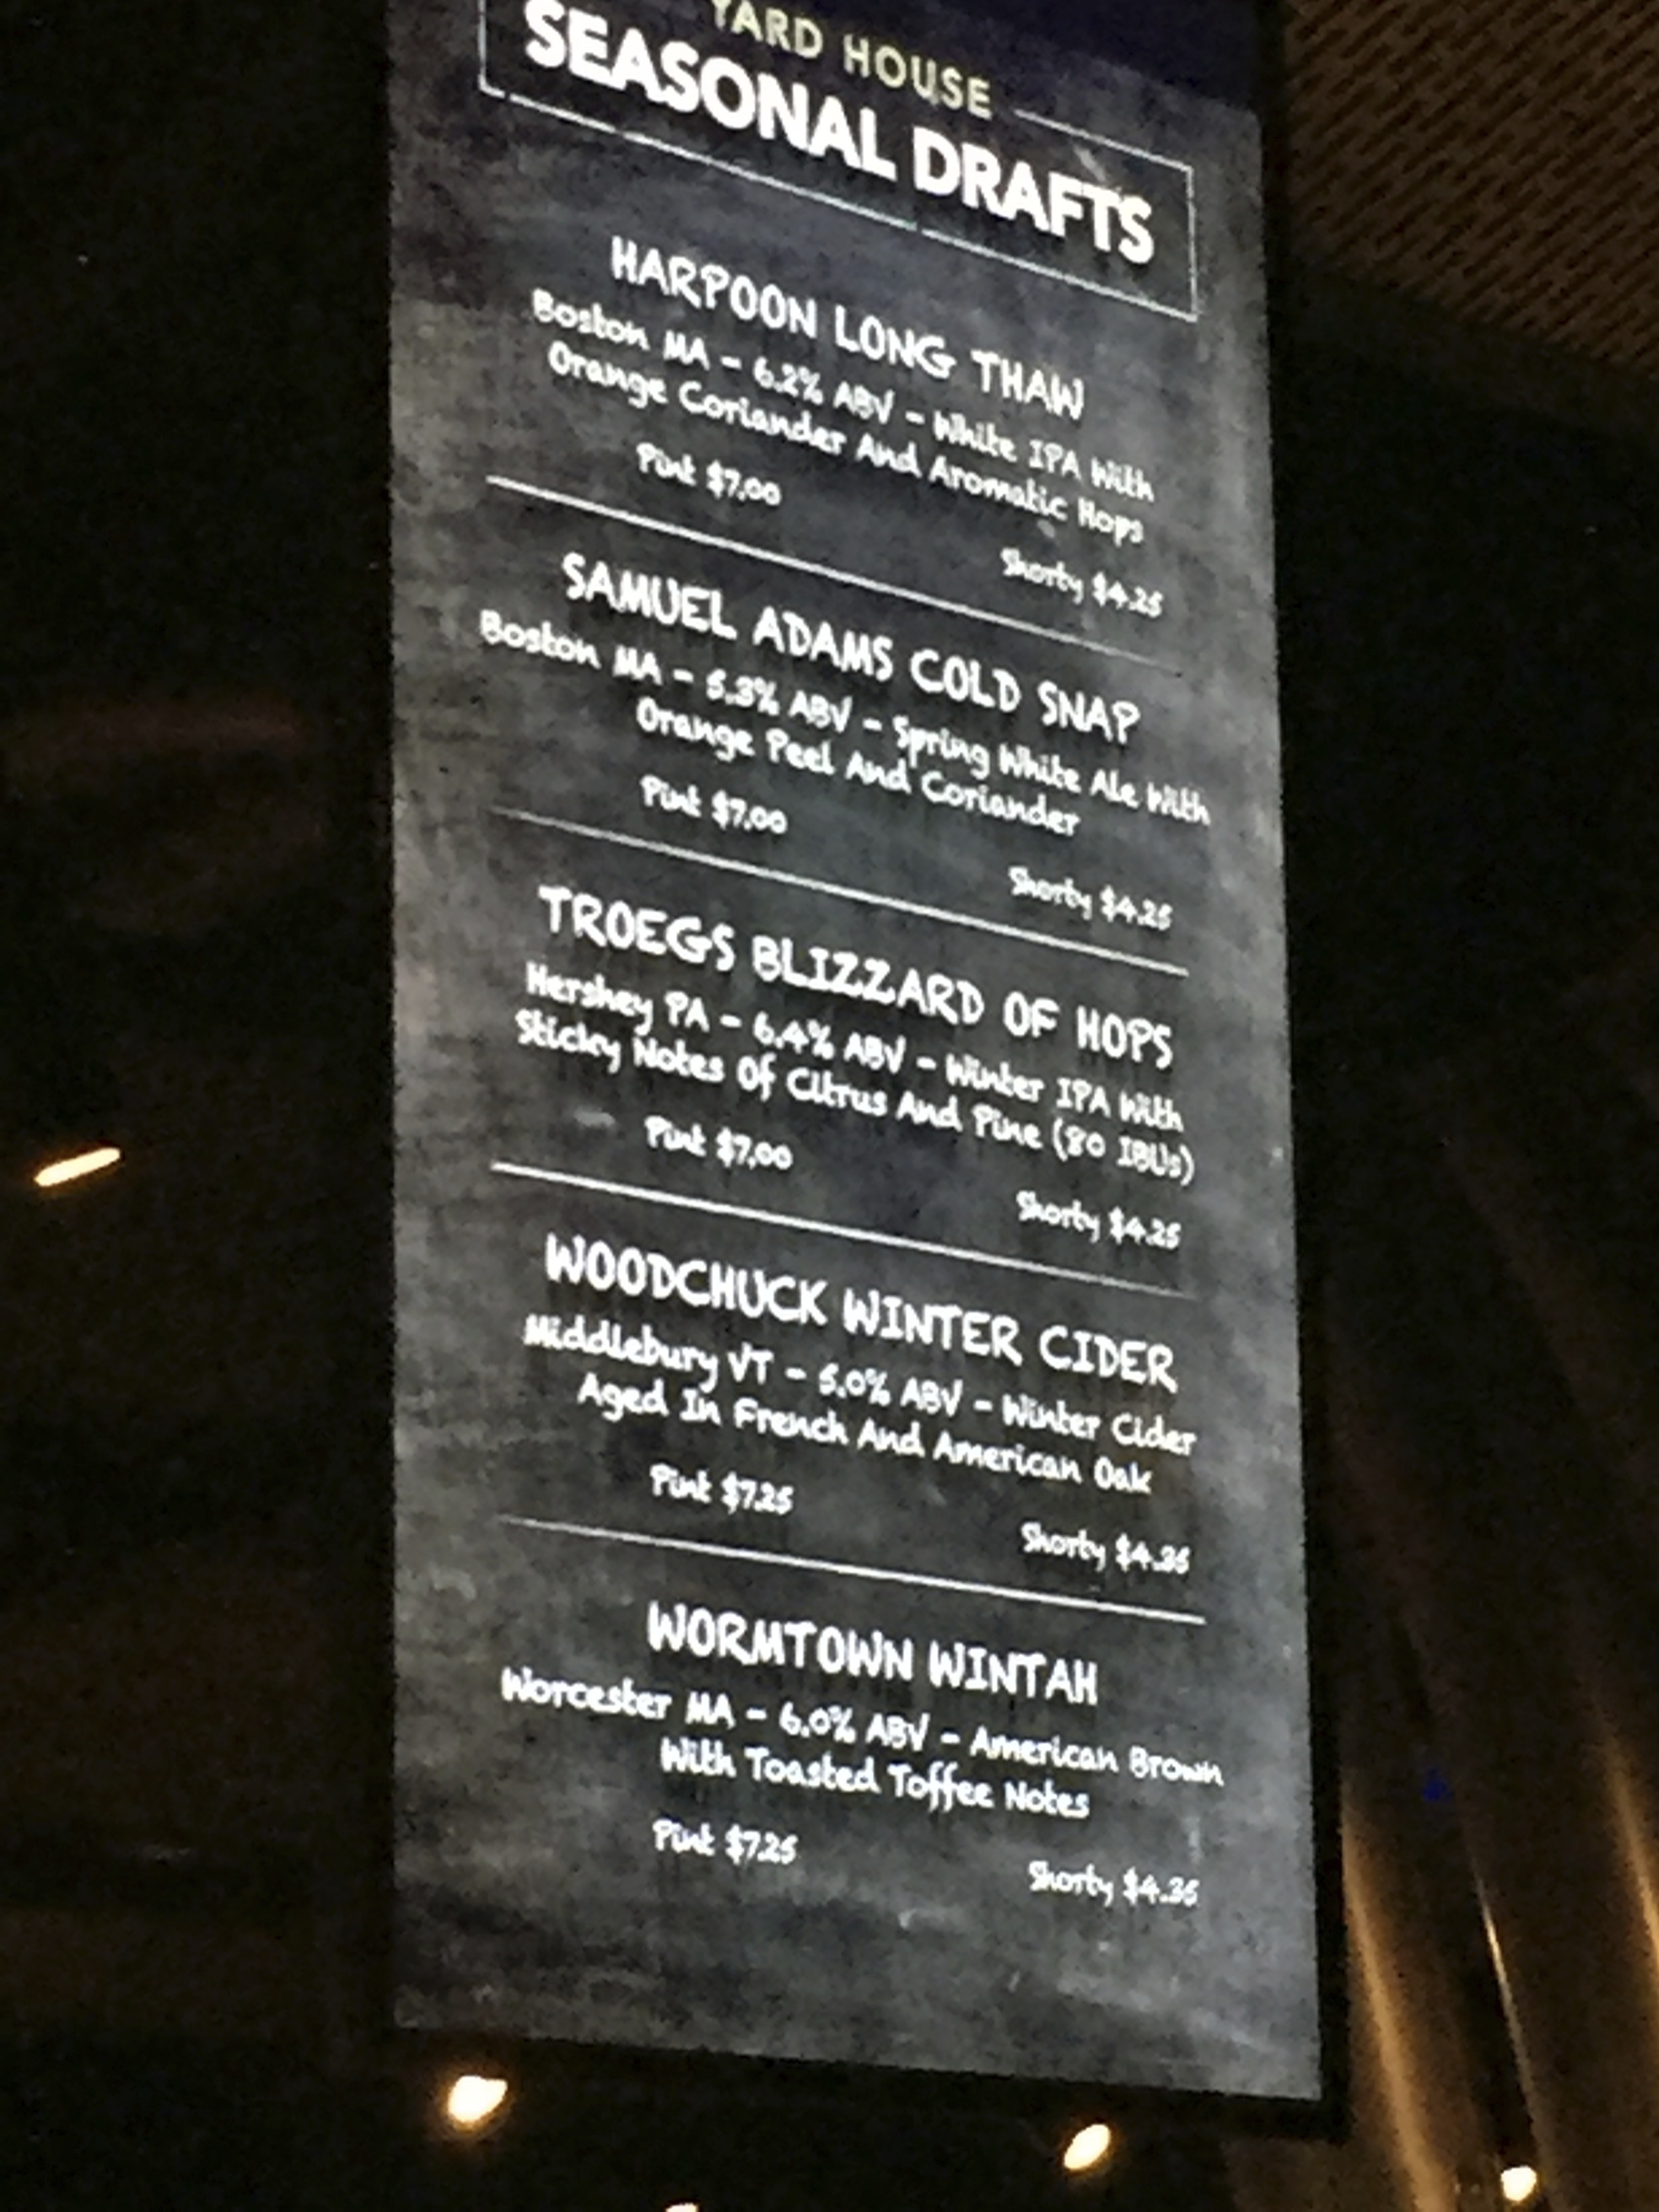 YARD HOUSE
SEASONAL DRAFTS
HARPOON LONG THAW
Boston MA - 6.2% ABV - White IPA With
Orange Coriander And Aromatic Hops
Pint $7.00 Shorty $4.25
SAMUEL ADAMS COLD SNAP
Boston MA - 5.3% ABV - Spring White Ale With
Orange Peel And Coriander
Pint $7.00 Shorty $4.25
TROEGS BLIZZARD OF HOPS
Hershey PA - 6.4% ABV - Winter IPA With
Sticky Notes Of Citrus And Pine (80 IBUs)
Pint $7.00 Shorty $4.25
WOODCHUCK WINTER CIDER
Middlebury VT - 5.0% ABV - Winter Cider
Aged In French And American Oak
Pint $7.25 Shorty $4.35
WORMTOWN WINTAH
Worcester MA - 6.0% ABV - American Brown
With Toasted Toffee Notes
Pint $7.25 Shorty $4.35